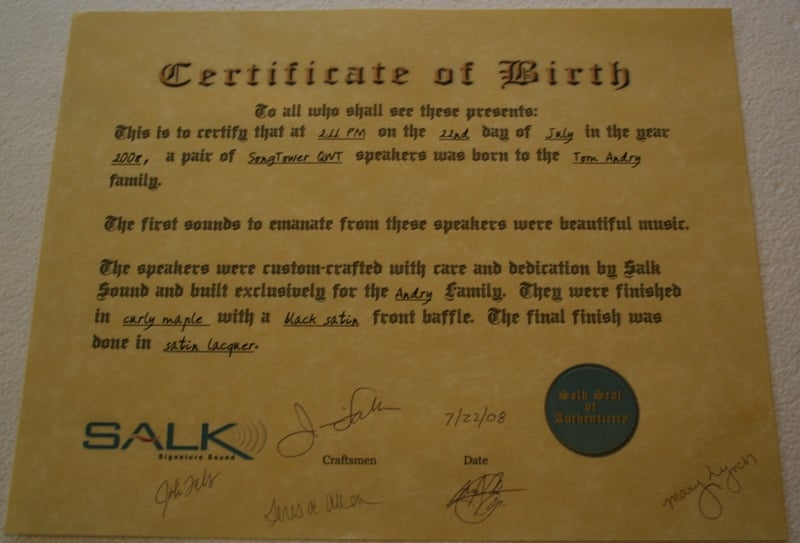 Certificate of Birth
To all who shall see these presents:
This is to certify that at 2:11 PM on the 22nd day of July in the year
2008, a pair of SongTower QWT speakers was born to the Tom Andry
family.
The first sounds to emanate from these speakers were beautiful music.
The speakers were custom-crafted with care and dedication by Salk
Sound and built exclusively for the Andry Family. They were finished
in curly maple with a black satin front baffle. The final finish was
done in satin lacquer.
Salk Seal
of
Authenticity
7/22/08
SALK
Signature Sound
Craftsmen
Date
Mary Lynch